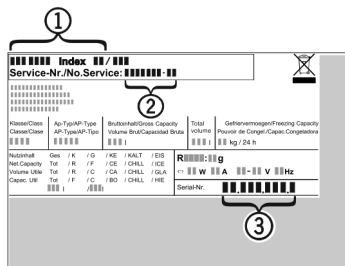 1
Index /
Service-Nr./No.Service: -
2
Klasse/Class
Classe/Clase
Ap-Typ/AP-Type
AP-Typ/AP-Tipo
Bruttoinhalt/Gross Capacity
Volume Brut/Capacidad Bruta
Total
volume
Gefriervermoegen/Freezing Capacity
Pouvoir de Congel./Capac.Congeladora
l
l
kg / 24 h
Nutzinhalt Ges / K / G / KE / KALT / EIS
Net.Capacity Tot / R / F / CE / CHILL / ICE
Volume Utile Tot / R / C / CA / CHILL / GLA
Capac. Util Tot / F / C / BO / CHILL / HIE
l / l
R : g
W A - V Hz
Serial-Nr. . . .
3